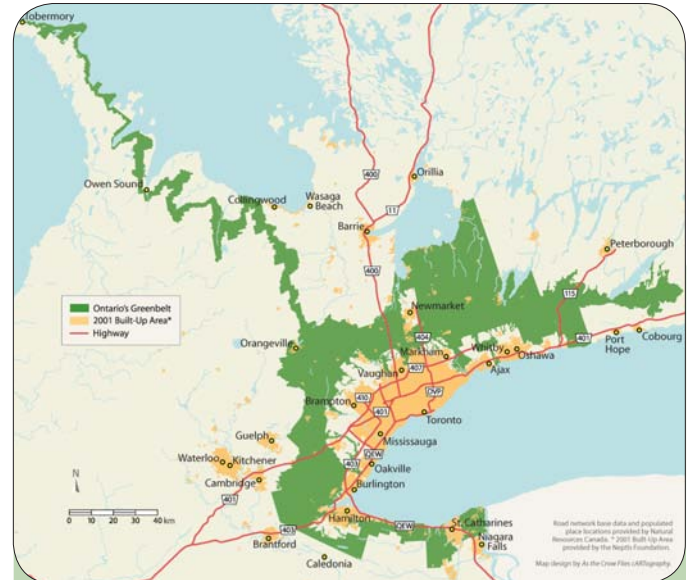 Tobermory
Owen Sound
Collingwood
Wasaga
Beach
Orillia
400
11
Barrie
Peterborough
400
115
Ontario's Greenbelt
2001 Built-Up Area*
Highway
Newmarket
Orangeville
404
Markham
Whitby
Oshawa
401
Port
Hope
Cobourg
407
Vaughan
Ajax
410
DVP
Brampton
401
Toronto
Guelph
Mississauga
Waterloo
Kitchener
QEW
403
Oakville
Cambridge
401
Burlington
N
0 10 20 30 40 km
Hamilton
QEW
St. Catharines
403
Brantford
Niagara
Falls
Caledonia
Road network base data and populated
place locations provided by Natural
Resources Canada. * 2001 Built Up Area
provided by the Neptis Foundation.
Map design by As the Crow Flies cARTography.